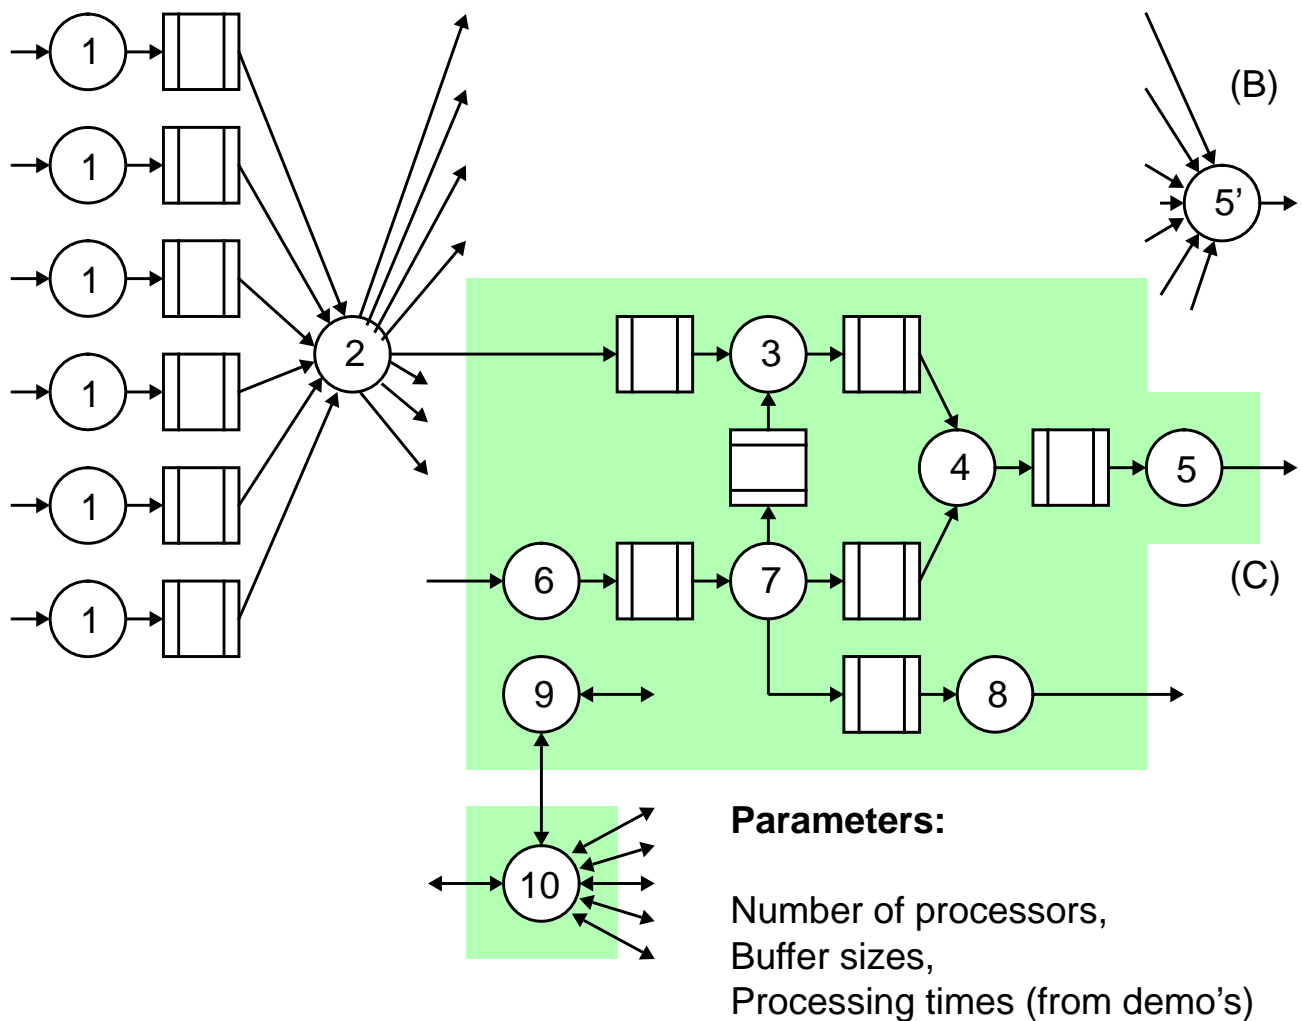 1
(B)
1
5’
1
2
3
1
4
5
1
6
7
(C)
1
9
8
Parameters:
10
Number of processors,
Buffer sizes,
Processing times (from demo’s)